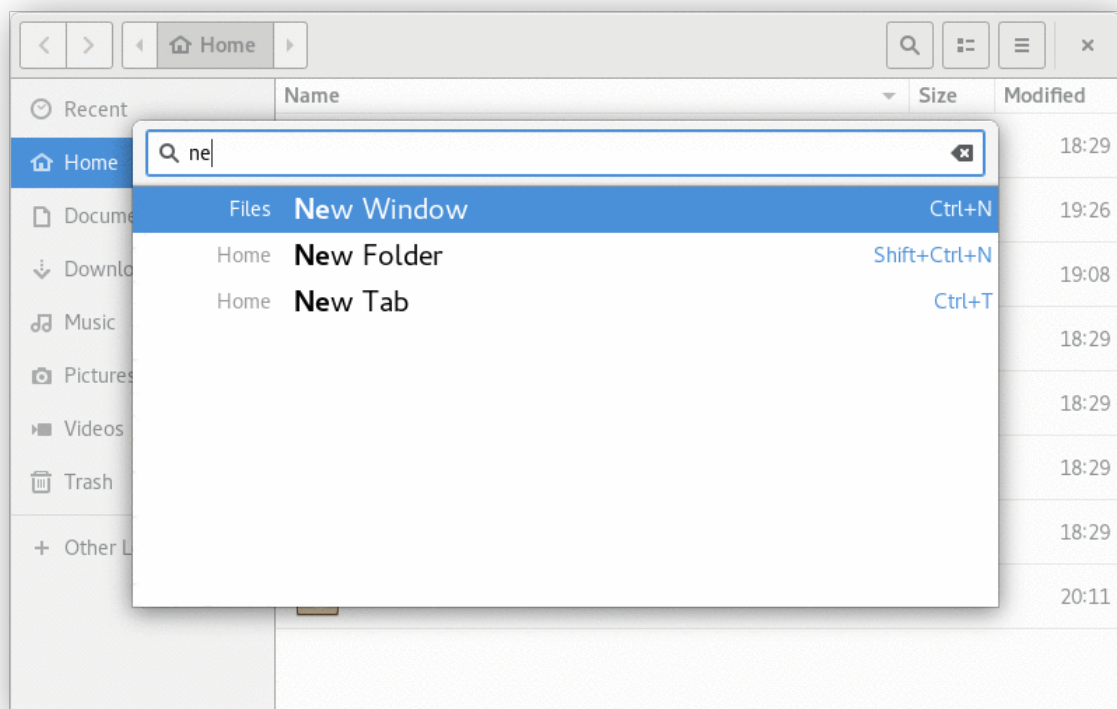 Home
Name Size Modified
Recent
ne
18:29
Home
Files New Window Ctrl+N
19:26
Home New Folder Shift+Ctrl+N
19:08
Home New Tab Ctrl+T
Music
18:29
Pictures
18:29
Videos
18:29
Trash
18:29
Other
20:11